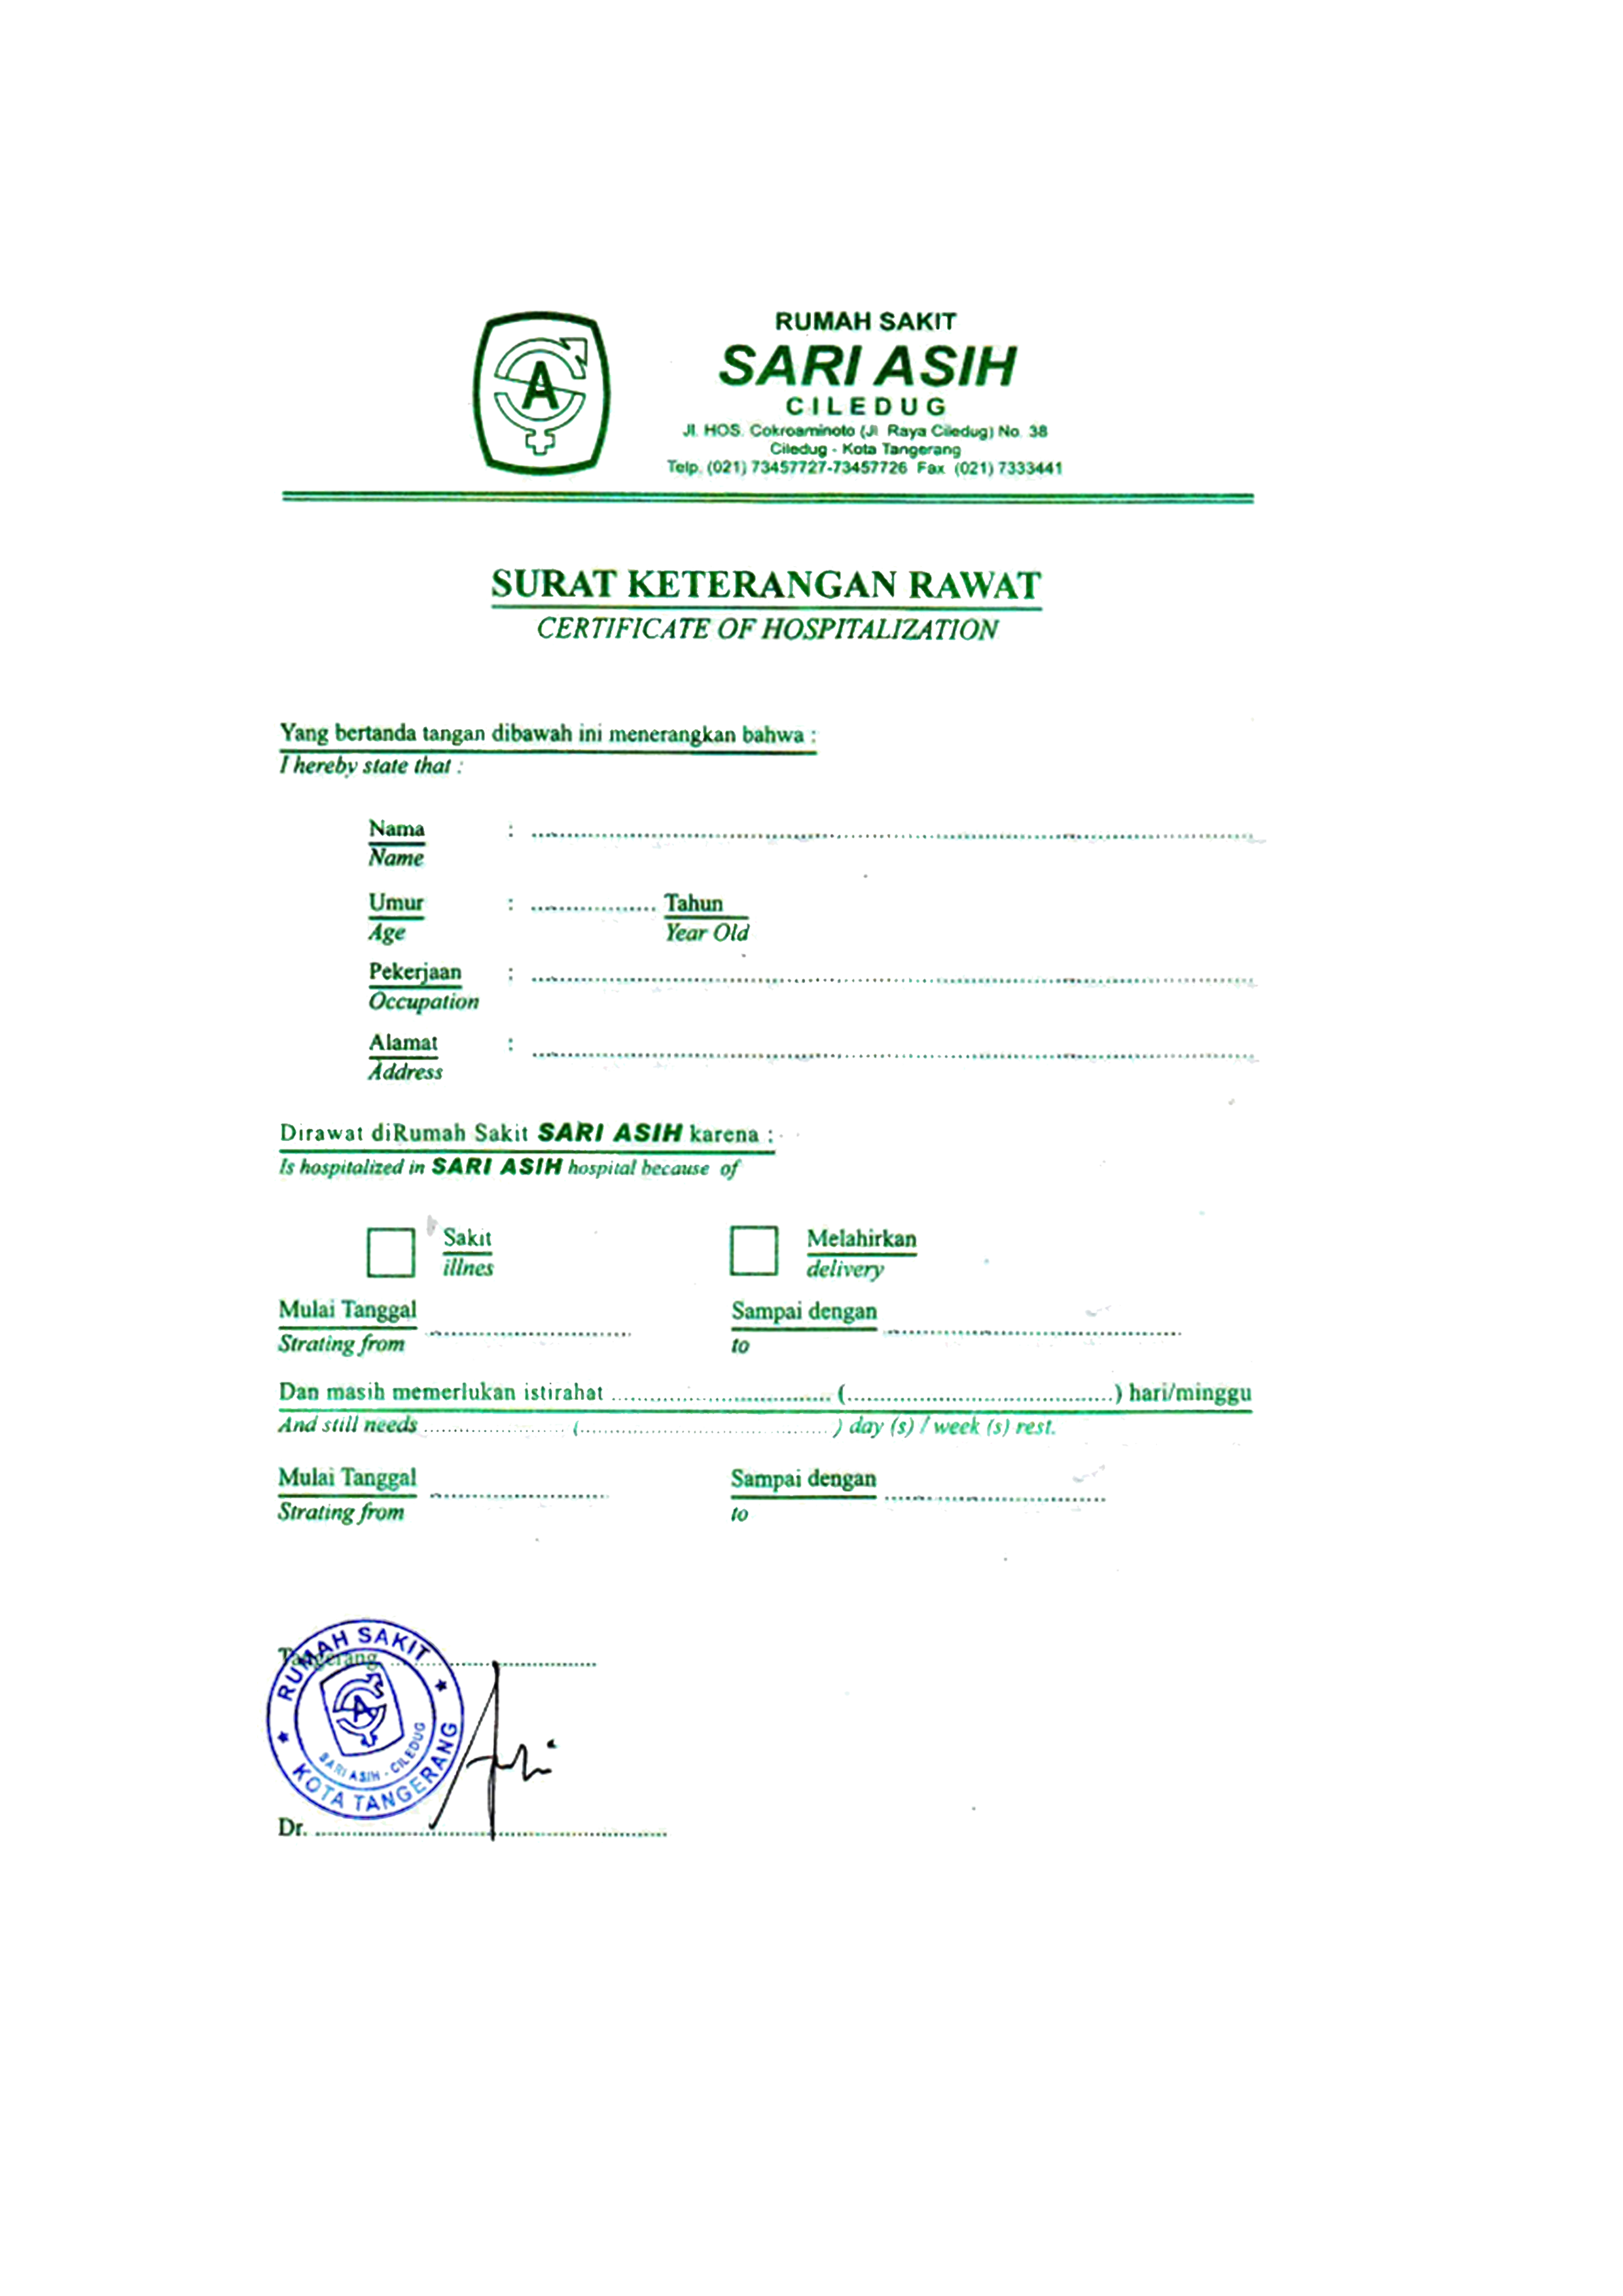 RUMAH SAKIT
SARI ASIH
CILEDUG
Jl. HOS. Cokroaminoto (Jl. Raya Ciledug) No. 38
Ciledug - Kota Tangerang
Telp. (021) 73457727-73457726 Fax (021) 7333441
A
SURAT KETERANGAN RAWAT
CERTIFICATE OF HOSPITALIZATION
Yang bertanda tangan dibawah ini menerangkan bahwa :
I hereby state that :
Nama :
Name
Umur : Tahun
Age Year Old
Pekerjaan :
Occupation
Alamat :
Address
Dirawat diRumah Sakit SARI ASIH karena :
Is hospitalized in SARI ASIH hospital because of
Sakit Melahirkan
illnes delivery
Mulai Tanggal Sampai dengan
Strating from to
Dan masih memerlukan istirahat (.....) hari/minggu
And still needs (.....) day (s) / week (s) rest.
Mulai Tanggal Sampai dengan
Strating from to
Tangerang
RUMAH SAKIT
A
SARI ASIH - CILEDUG
KOTA TANGERANG
Dr.